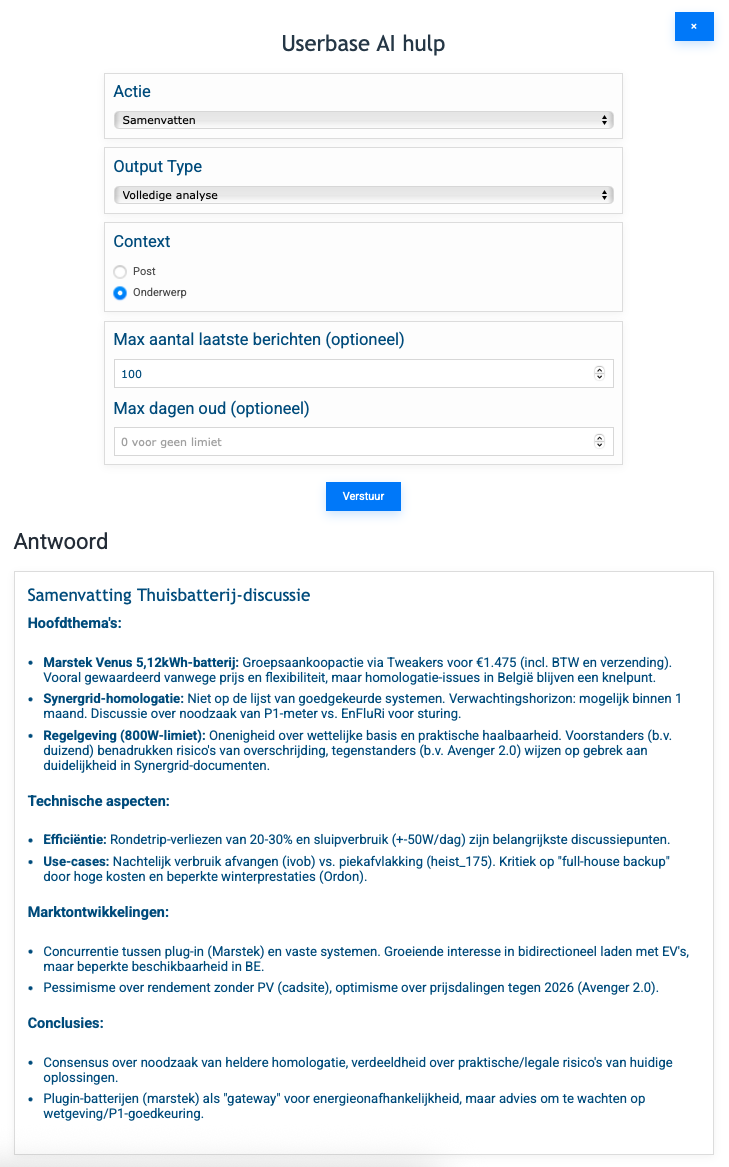 ×
Userbase AI hulp
Actie
Samenvatten
Output Type
Volledige analyse
Context
Post
Onderwerp
Max aantal laatste berichten (optioneel)
100
Max dagen oud (optioneel)
0 voor geen limiet
Verstuur
Antwoord
Samenvatting Thuisbatterij-discussie
Hoofdthema's:
• Marstek Venus 5,12kWh-batterij: Groepsaankoopactie via Tweakers voor €1.475 (incl. BTW en verzending).
Vooral gewaardeerd vanwege prijs en flexibiliteit, maar homologatie-issues in België blijven een knelpunt.
• Synergrid-homologatie: Niet op de lijst van goedgekeurde systemen. Verwachtingshorizon: mogelijk binnen 1
maand. Discussie over noodzaak van P1-meter vs. EnFluRi voor sturing.
• Regelgeving (800W-limiet): Onenigheid over wettelijke basis en praktische haalbaarheid. Voorstanders (b.v.
duizend) benadrukken risico's van overschrijding, tegenstanders (b.v. Avenger 2.0) wijzen op gebrek aan
duidelijkheid in Synergrid-documenten.
Technische aspecten:
• Efficiëntie: Rondetrip-verliezen van 20-30% en sluipverbruik (+-50W/dag) zijn belangrijkste discussiepunten.
• Use-cases: Nachtelijk verbruik afvangen (ivob) vs. piekafvlakking (heist_175). Kritiek op "full-house backup"
door hoge kosten en beperkte winterprestaties (Ordon).
Marktontwikkelingen:
• Concurrentie tussen plug-in (Marstek) en vaste systemen. Groeiende interesse in bidirectioneel laden met EV's,
maar beperkte beschikbaarheid in BE.
• Pessimisme over rendement zonder PV (cadsite), optimisme over prijsdalingen tegen 2026 (Avenger 2.0).
Conclusies:
• Consensus over noodzaak van heldere homologatie, verdeeldheid over praktische/legale risico's van huidige
oplossingen.
• Plugin-batterijen (marstek) als "gateway" voor energieonafhankelijkheid, maar advies om te wachten op
wetgeving/P1-goedkeuring.